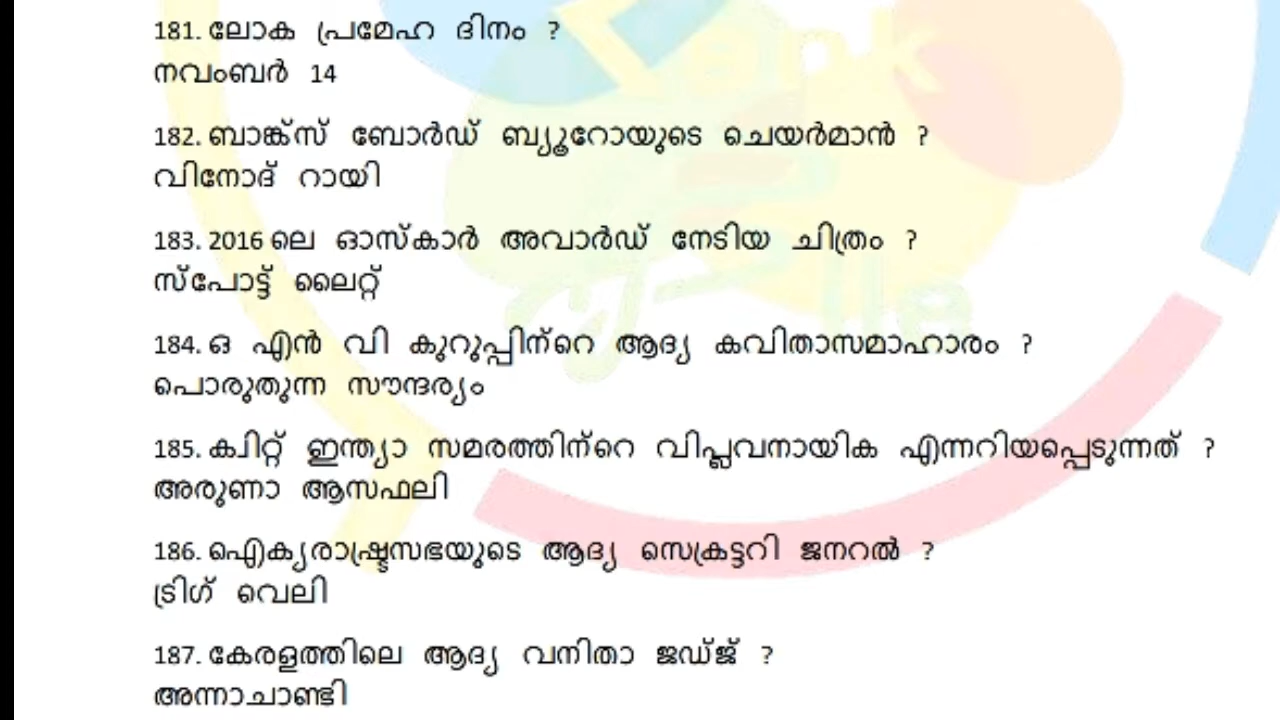 181. ലോക പ്രമേഹ ദിനം ?
നവംബർ 14
182. ബാങ്ക്സ് ബോർഡ് ബ്യൂറോയുടെ ചെയർമാൻ ?
വിനോദ് റായി
183. 2016 ലെ ഓസ്കാർ അവാർഡ് നേടിയ ചിത്രം ?
സ്പോട്ട് ലൈറ്റ്
184. ഒ എൻ വി കുറുപ്പിന്റെ ആദ്യ കവിതാസമാഹാരം ?
പൊരുതുന്ന സൗന്ദര്യം
185. ക്വിറ്റ് ഇന്ത്യാ സമരത്തിന്റെ വിപ്ലവനായിക എന്നറിയപ്പെടുന്നത് ?
അരുണാ ആസഫലി
186. ഐക്യരാഷ്ട്രസഭയുടെ ആദ്യ സെക്രട്ടറി ജനറൽ ?
ട്രിഗ് വെലി
187. കേരളത്തിലെ ആദ്യ വനിതാ ജഡ്ജ് ?
അന്നാചാണ്ടി